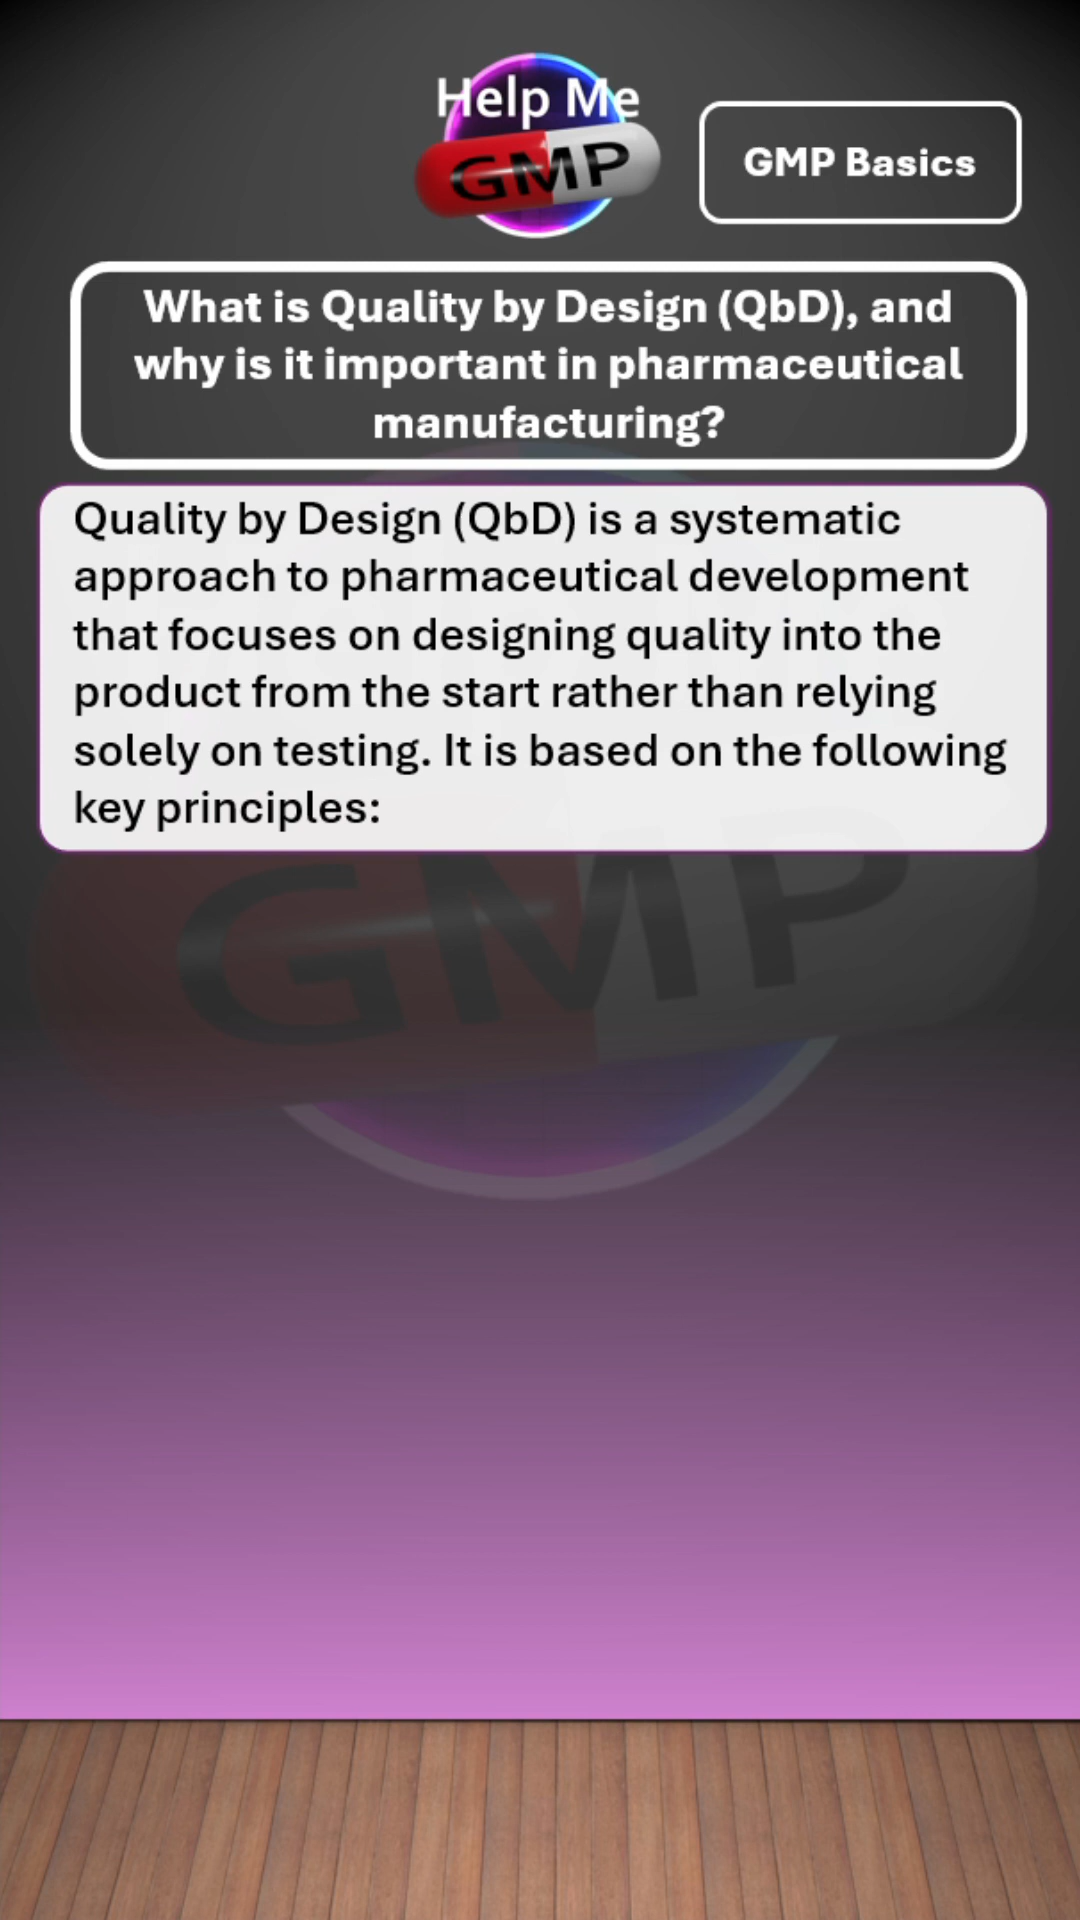 Help Me
GMP
GMP Basics
What is Quality by Design (QbD), and
why is it important in pharmaceutical
manufacturing?
Quality by Design (QbD) is a systematic
approach to pharmaceutical development
that focuses on designing quality into the
product from the start rather than relying
solely on testing. It is based on the following
key principles:
GMP